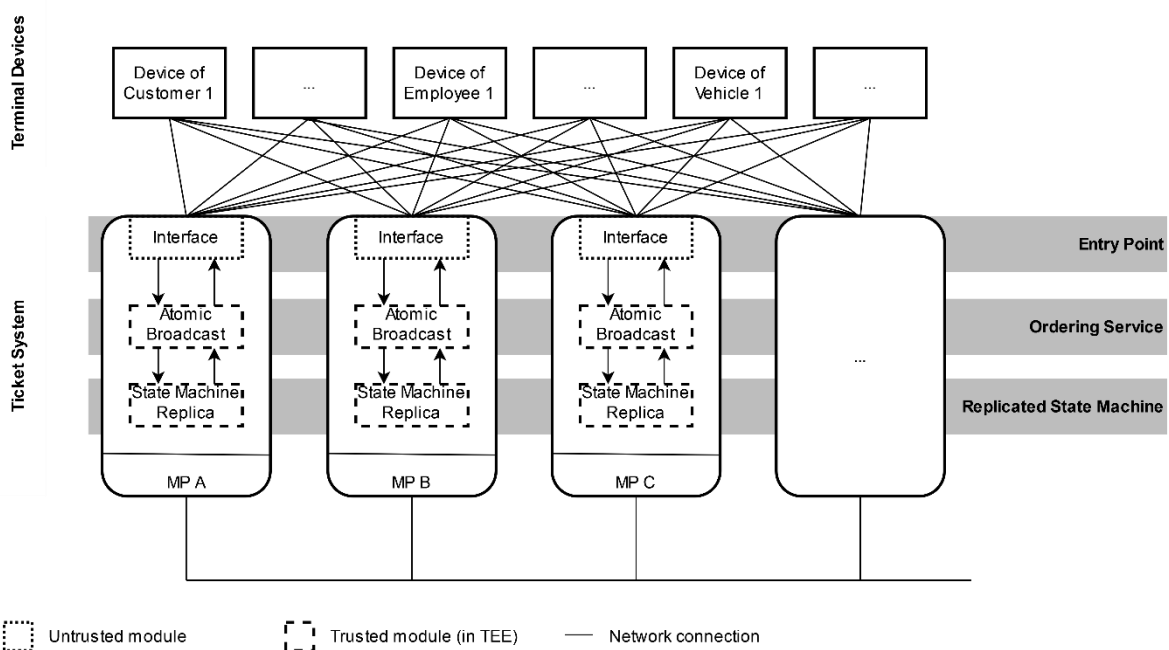 Terminal Devices
Device of
Customer 1
...
Device of
Employee 1
...
Device of
Vehicle 1
...
Ticket System
Interface
Interface
Interface
Entry Point
Atomic
Broadcast
Atomic
Broadcast
Atomic
Broadcast
...
Ordering Service
State Machine
Replica
State Machine
Replica
State Machine
Replica
Replicated State Machine
MP A
MP B
MP C
Untrusted module
Trusted module (in TEE)
Network connection